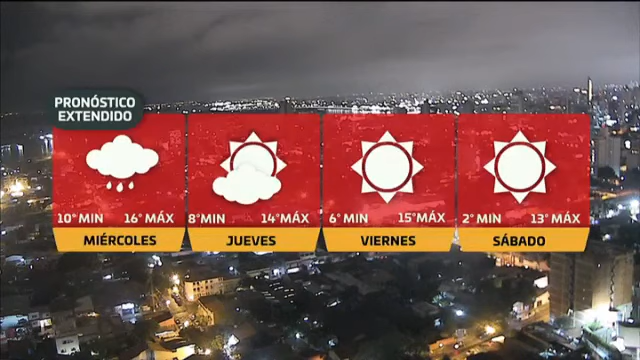 PRONÓSTICO
EXTENDIDO
10° MIN 16° MÁX
MIÉRCOLES
8° MIN 14° MÁX
JUEVES
6° MIN 15° MÁX
VIERNES
2° MIN 13° MÁX
SÁBADO